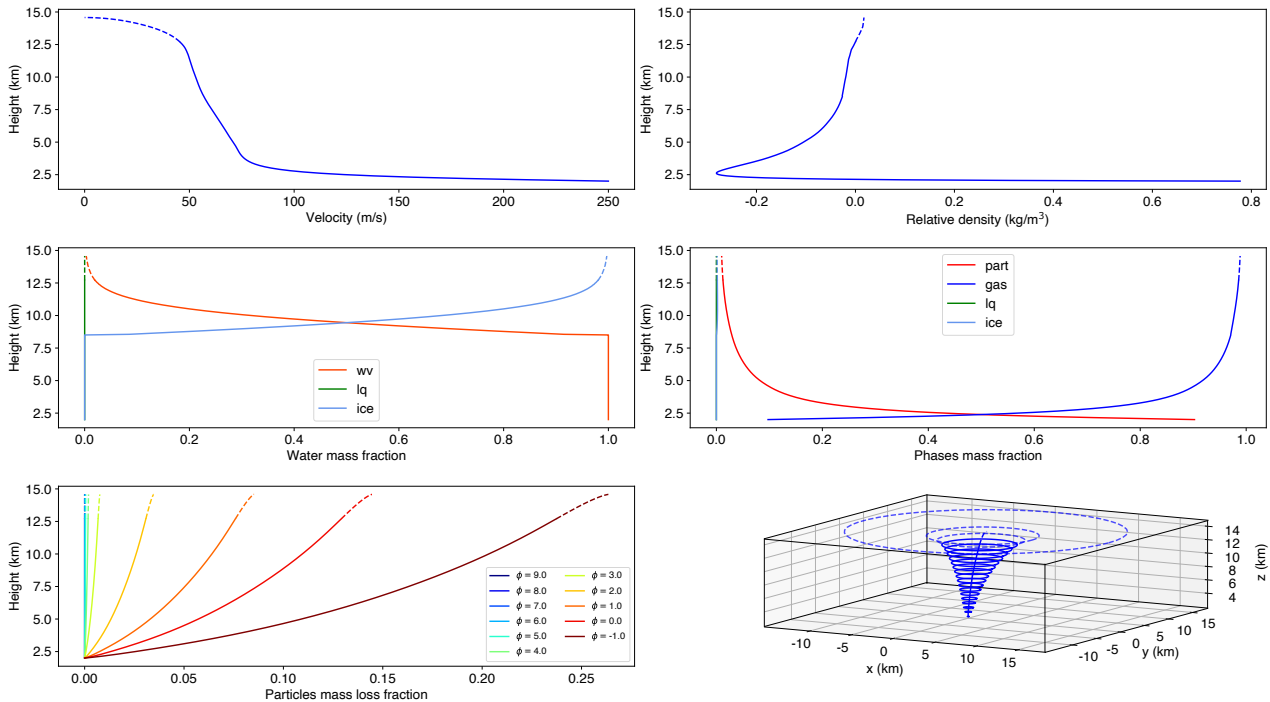 15.0
12.5
10.0
7.5
5.0
2.5
Height (km)
0 50 100 150 200 250
Velocity (m/s)
15.0
12.5
10.0
7.5
5.0
2.5
Height (km)
-0.2 0.0 0.2 0.4 0.6 0.8
Relative density (kg/m³)
15.0
12.5
10.0
7.5
5.0
2.5
Height (km)
wv
lq
ice
0.0 0.2 0.4 0.6 0.8 1.0
Water mass fraction
15.0
12.5
10.0
7.5
5.0
2.5
Height (km)
part
gas
lq
ice
0.0 0.2 0.4 0.6 0.8 1.0
Phases mass fraction
15.0
12.5
10.0
7.5
5.0
2.5
Height (km)
ϕ = 9.0
ϕ = 8.0
ϕ = 7.0
ϕ = 6.0
ϕ = 5.0
ϕ = 4.0
ϕ = 3.0
ϕ = 2.0
ϕ = 1.0
ϕ = 0.0
ϕ = -1.0
0.00 0.05 0.10 0.15 0.20 0.25
Particles mass loss fraction
14
12
10
8
6
4
z (km)
-10 -5 0 5 10 15
x (km)
-10 -5 0 5 10 15
y (km)